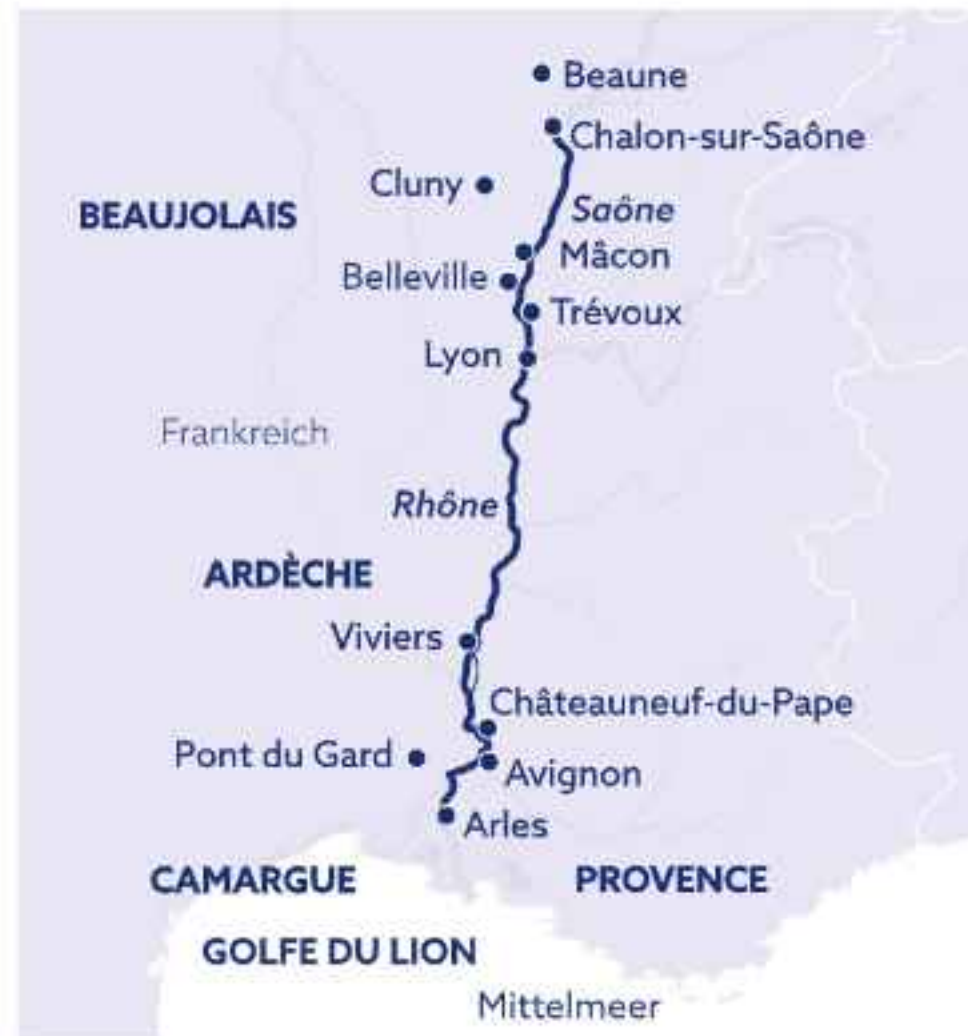 Beaune
Chalon-sur-Saône
Cluny
BEAUJOLAIS
Saône
Mâcon
Belleville
Trévoux
Lyon
Frankreich
Rhône
ARDÈCHE
Viviers
Châteauneuf-du-Pape
Pont du Gard
Avignon
Arles
CAMARGUE
PROVENCE
GOLFE DU LION
Mittelmeer